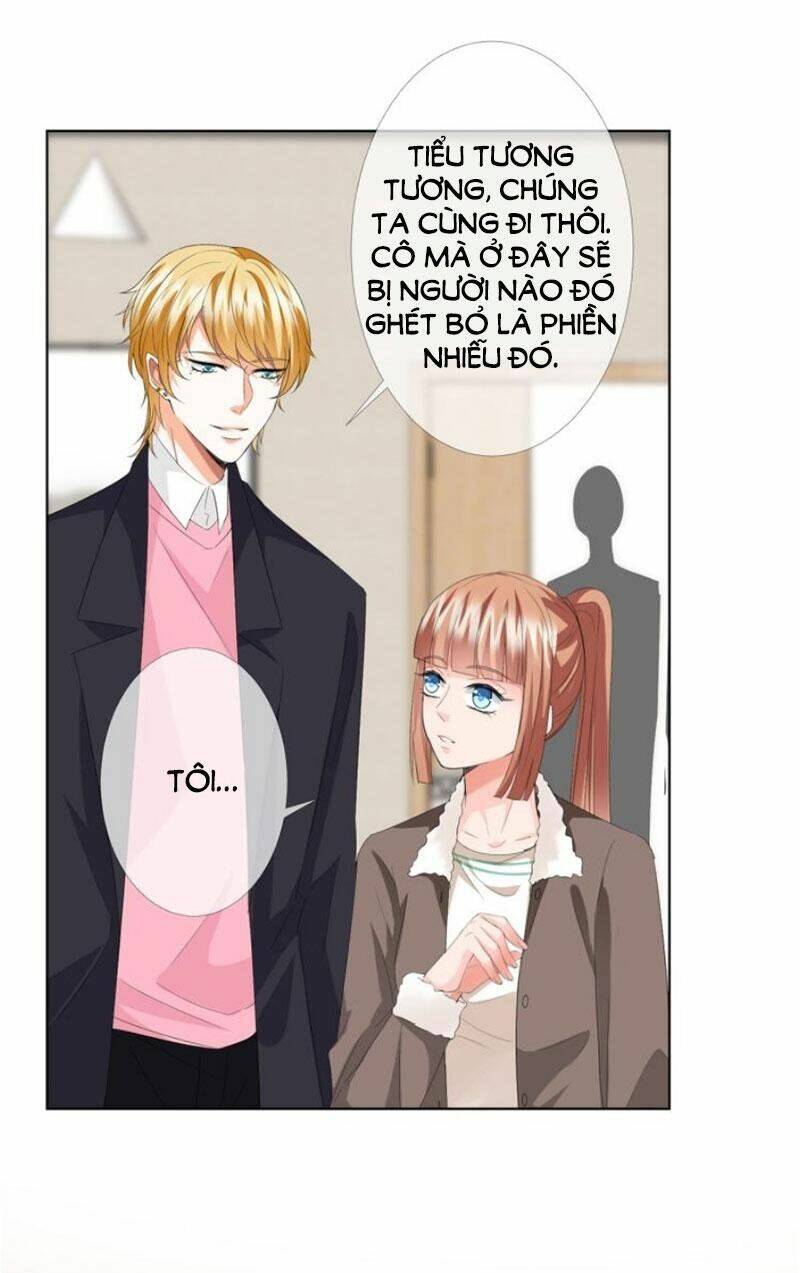 TIỂU TƯƠNG
TƯƠNG, CHÚNG
TA CÙNG ĐI THÔI.
CÔ MÀ Ở ĐÂY SẼ
BỊ NGƯỜI NÀO ĐÓ
GHÉT BỎ LÀ PHIỀN
NHIỄU ĐÓ.
TÔI...